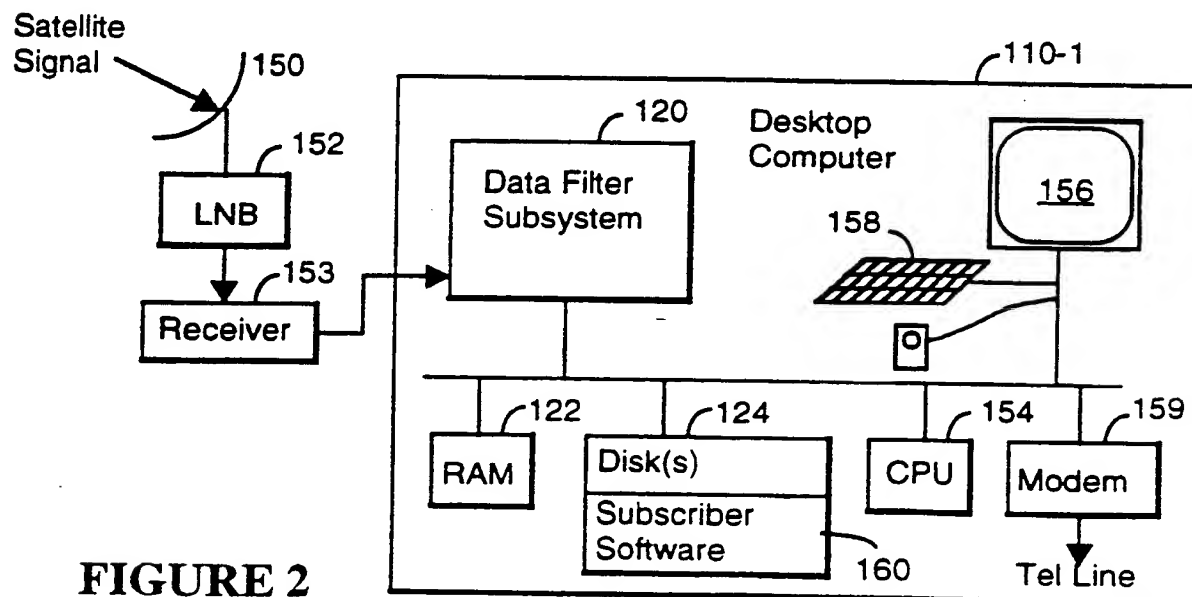 Satellite
Signal
150
110-1
120
Desktop
Computer
152
Data Filter
Subsystem
156
LNB
158
153
Receiver
122
124
154
159
RAM
Disk(s)
CPU
Modem
Subscriber
Software
160
Tel Line
FIGURE 2